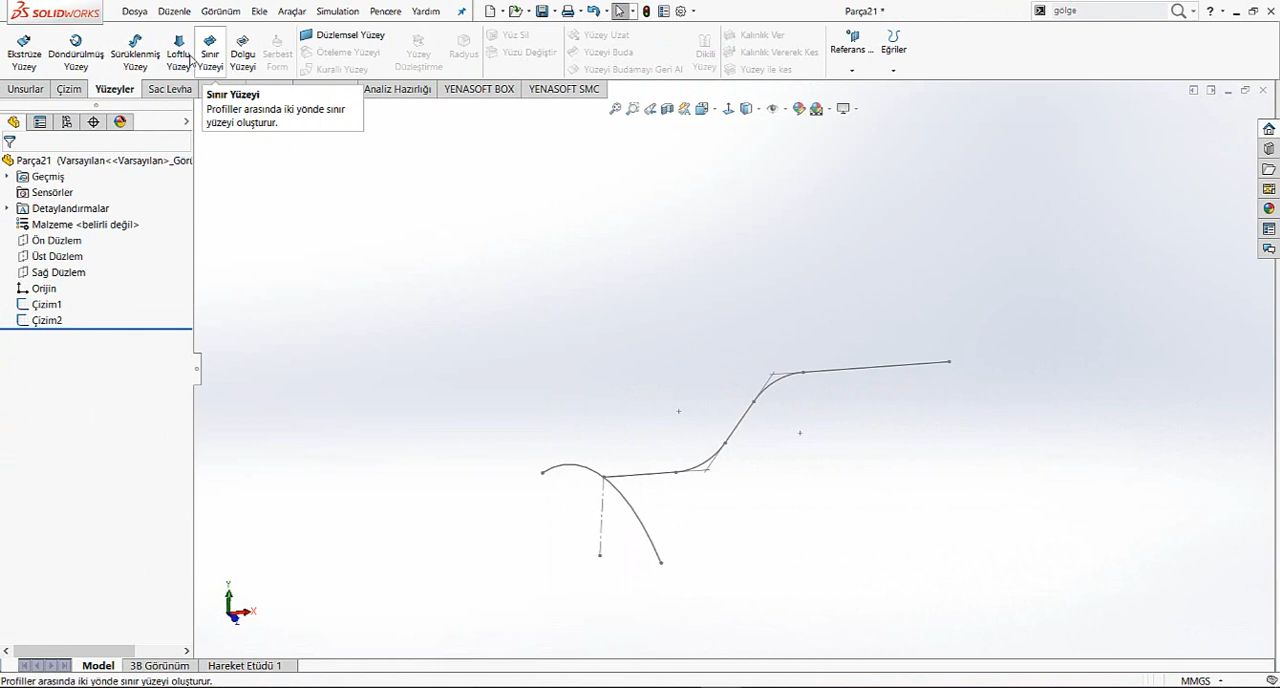 SOLIDWORKS
Dosya Düzenle Görünüm Ekle Araçlar Simulation Pencere Yardım
Parça21 *
gölge
Ekstrüze Yüzey
Döndürülmüş Yüzey
Sürüklenmiş Yüzey
Loftlu Yüzey
Sınır Yüzeyi
Dolgu Yüzeyi
Serbest Form
Düzlemsel Yüzey
Öteleme Yüzeyi
Kurallı Yüzey
Yüzey Düzleştirme
Radyus
Yüz Sil
Yüzü Değiştir
Yüzey Uzat
Yüzey Buda
Yüzey Budamayı Geri Al
Dikili Yüzey
Kalınlık Ver
Kalınlık Vererek Kes
Yüzey ile kes
Referans ...
Eğriler
Unsurlar Çizim Yüzeyler Sac Levha Analiz Hazırlığı YENASOFT BOX YENASOFT SMC
Sınır Yüzeyi
Profiller arasında iki yönde sınır
yüzeyi oluşturur.
Parça21 (Varsayılan<<Varsayılan>_Görü
Geçmiş
Sensörler
Detaylandırmalar
Malzeme <belirli değil>
Ön Düzlem
Üst Düzlem
Sağ Düzlem
Orijin
Çizim1
Çizim2
Y
X
Z
Model 3B Görünüm Hareket Etüdü 1
Profiller arasında iki yönde sınır yüzeyi oluşturur.
MMGS